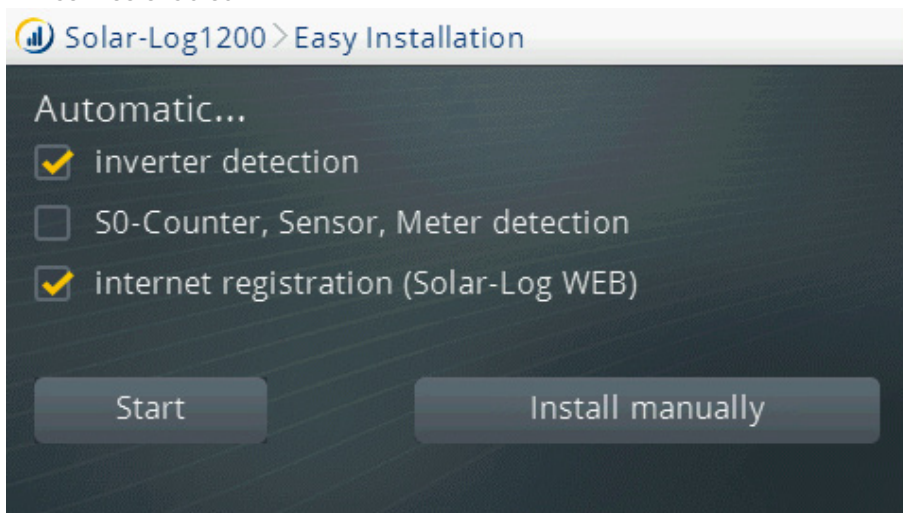 Solar-Log1200 > Easy Installation
Automatic...
inverter detection
S0-Counter, Sensor, Meter detection
internet registration (Solar-Log WEB)
Start
Install manually